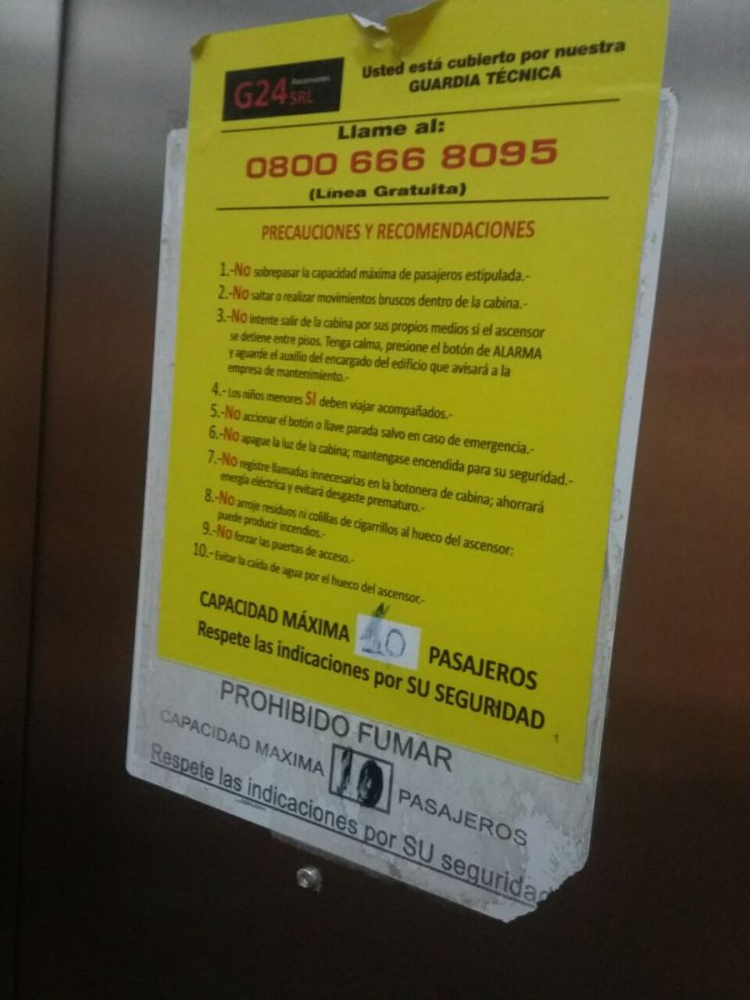 G24 Ascensores SRL
Usted está cubierto por nuestra
GUARDIA TÉCNICA
Llame al:
0800 666 8095
(Línea Gratuita)
PRECAUCIONES Y RECOMENDACIONES
1.-No sobrepasar la capacidad máxima de pasajeros estipulada.-
2.-No saltar o realizar movimientos bruscos dentro de la cabina.-
3.-No intente salir de la cabina por sus propios medios si el ascensor
se detiene entre pisos. Tenga calma, presione el botón de ALARMA
y aguarde el auxilio del encargado del edificio que avisará a la
empresa de mantenimiento.-
4.- Los niños menores SI deben viajar acompañados.-
5.-No accionar el botón o llave parada salvo en caso de emergencia.-
6.-No apague la luz de la cabina; mantengase encendida para su seguridad.-
7.-No registre llamadas innecesarias en la botonera de cabina; ahorrará
energía eléctrica y evitará desgaste prematuro.-
8.-No arroje residuos ni colillas de cigarrillos al hueco del ascensor:
puede producir incendios.-
9.-No forzar las puertas de acceso.-
10.- Evitar la caída de agua por el hueco del ascensor.-
CAPACIDAD MÁXIMA 10 PASAJEROS
Respete las indicaciones por SU SEGURIDAD
1
PROHIBIDO FUMAR
CAPACIDAD MAXIMA 10 PASAJEROS
Respete las indicaciones por SU seguridad